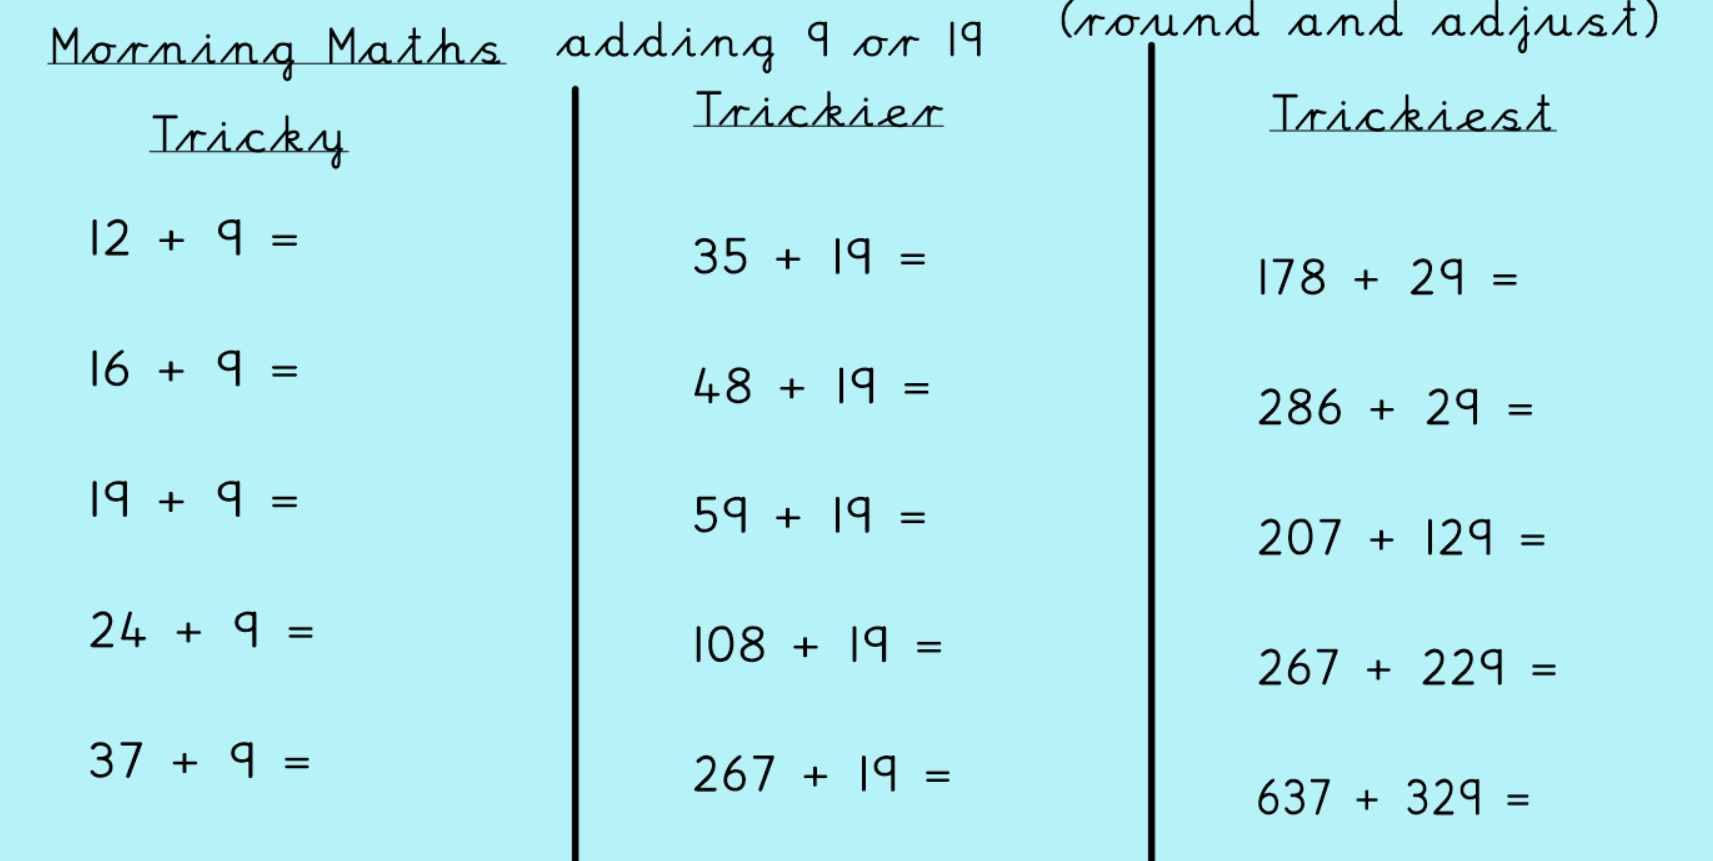 Morning Maths adding 9 or 19 (round and adjust)
Tricky
12 + 9 =
16 + 9 =
19 + 9 =
24 + 9 =
37 + 9 =
Trickier
35 + 19 =
48 + 19 =
59 + 19 =
108 + 19 =
267 + 19 =
Trickiest
178 + 29 =
286 + 29 =
207 + 129 =
267 + 229 =
637 + 329 =